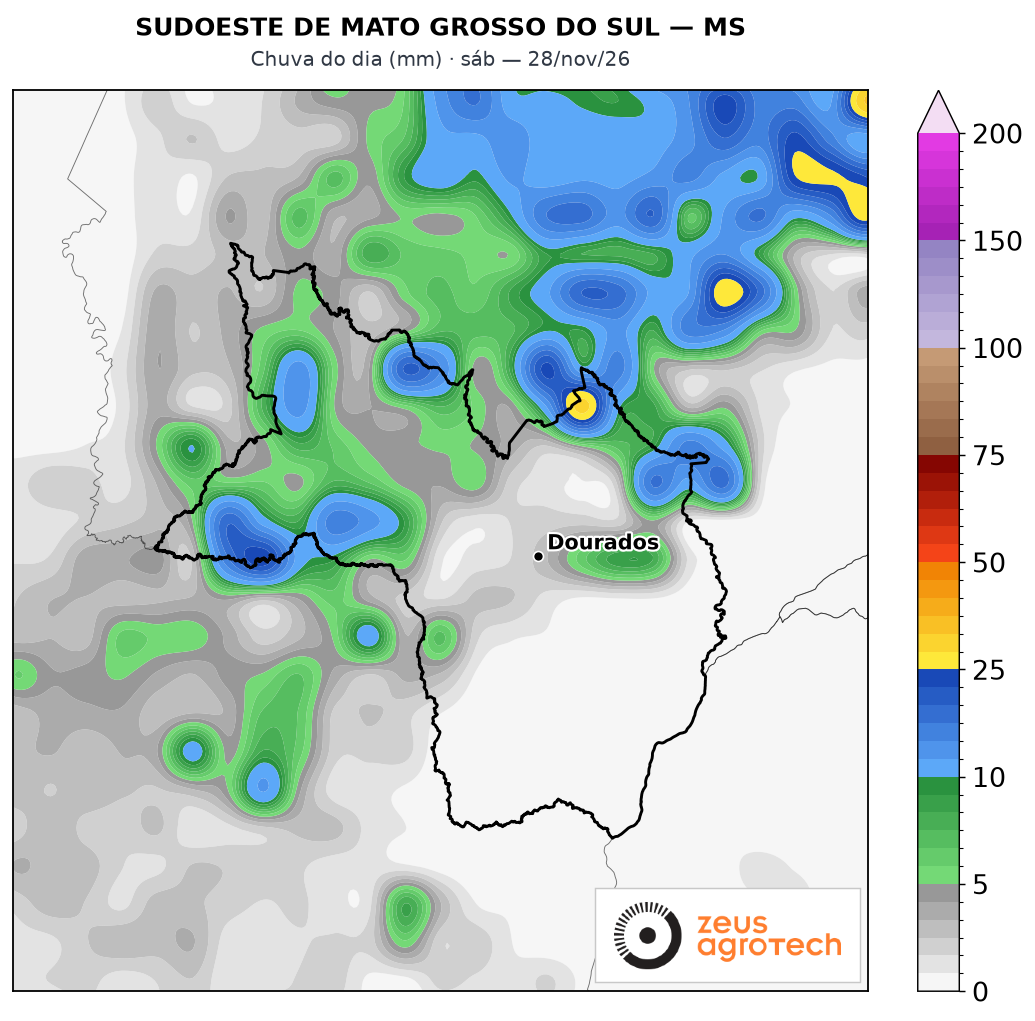 SUDOESTE DE MATO GROSSO DO SUL — MS
Chuva do dia (mm) · sáb — 28/nov/26
200
150
100
75
50
25
10
5
0
Dourados
zeus
agrotech